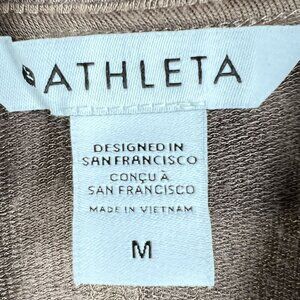 ATHLETA
DESIGNED IN
SAN FRANCISCO
CONÇU À
SAN FRANCISCO
MADE IN VIETNAM
M